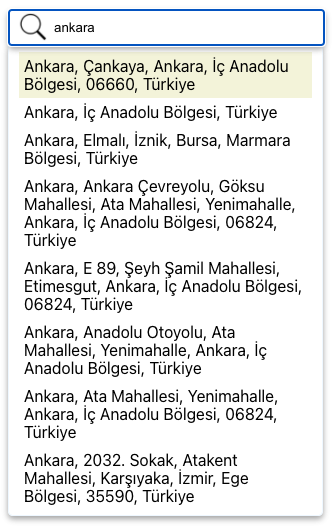 ankara
Ankara, Çankaya, Ankara, İç Anadolu
Bölgesi, 06660, Türkiye
Ankara, İç Anadolu Bölgesi, Türkiye
Ankara, Elmalı, İznik, Bursa, Marmara
Bölgesi, Türkiye
Ankara, Ankara Çevreyolu, Göksu
Mahallesi, Ata Mahallesi, Yenimahalle,
Ankara, İç Anadolu Bölgesi, 06824,
Türkiye
Ankara, E 89, Şeyh Şamil Mahallesi,
Etimesgut, Ankara, İç Anadolu Bölgesi,
06824, Türkiye
Ankara, Anadolu Otoyolu, Ata
Mahallesi, Yenimahalle, Ankara, İç
Anadolu Bölgesi, Türkiye
Ankara, Ata Mahallesi, Yenimahalle,
Ankara, İç Anadolu Bölgesi, 06824,
Türkiye
Ankara, 2032. Sokak, Atakent
Mahallesi, Karşıyaka, İzmir, Ege
Bölgesi, 35590, Türkiye